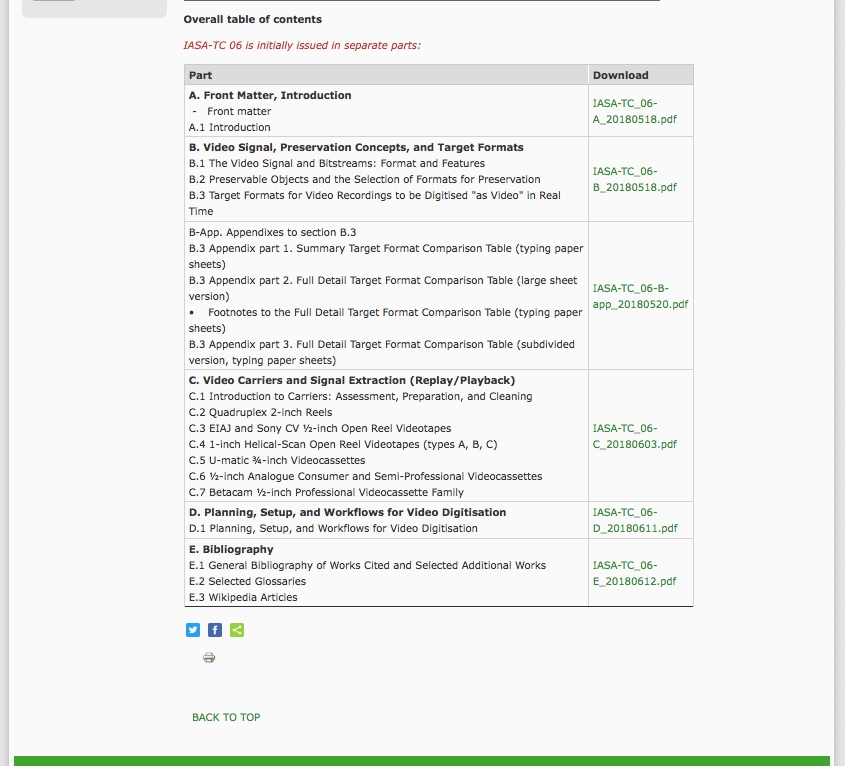 Overall table of contents
IASA-TC 06 is initially issued in separate parts:
Part
Download
A. Front Matter, Introduction
- Front matter
A.1 Introduction
IASA-TC_06-
A_20180518.pdf
B. Video Signal, Preservation Concepts, and Target Formats
B.1 The Video Signal and Bitstreams: Format and Features
B.2 Preservable Objects and the Selection of Formats for Preservation
B.3 Target Formats for Video Recordings to be Digitised "as Video" in Real
Time
IASA-TC_06-
B_20180518.pdf
B-App. Appendixes to section B.3
B.3 Appendix part 1. Summary Target Format Comparison Table (typing paper
sheets)
B.3 Appendix part 2. Full Detail Target Format Comparison Table (large sheet
version)
• Footnotes to the Full Detail Target Format Comparison Table (typing paper
sheets)
B.3 Appendix part 3. Full Detail Target Format Comparison Table (subdivided
version, typing paper sheets)
IASA-TC_06-B-
app_20180520.pdf
C. Video Carriers and Signal Extraction (Replay/Playback)
C.1 Introduction to Carriers: Assessment, Preparation, and Cleaning
C.2 Quadruplex 2-inch Reels
C.3 EIAJ and Sony CV ½-inch Open Reel Videotapes
C.4 1-inch Helical-Scan Open Reel Videotapes (types A, B, C)
C.5 U-matic ¾-inch Videocassettes
C.6 ½-inch Analogue Consumer and Semi-Professional Videocassettes
C.7 Betacam ½-inch Professional Videocassette Family
IASA-TC_06-
C_20180603.pdf
D. Planning, Setup, and Workflows for Video Digitisation
D.1 Planning, Setup, and Workflows for Video Digitisation
IASA-TC_06-
D_20180611.pdf
E. Bibliography
E.1 General Bibliography of Works Cited and Selected Additional Works
E.2 Selected Glossaries
E.3 Wikipedia Articles
IASA-TC_06-
E_20180612.pdf
BACK TO TOP